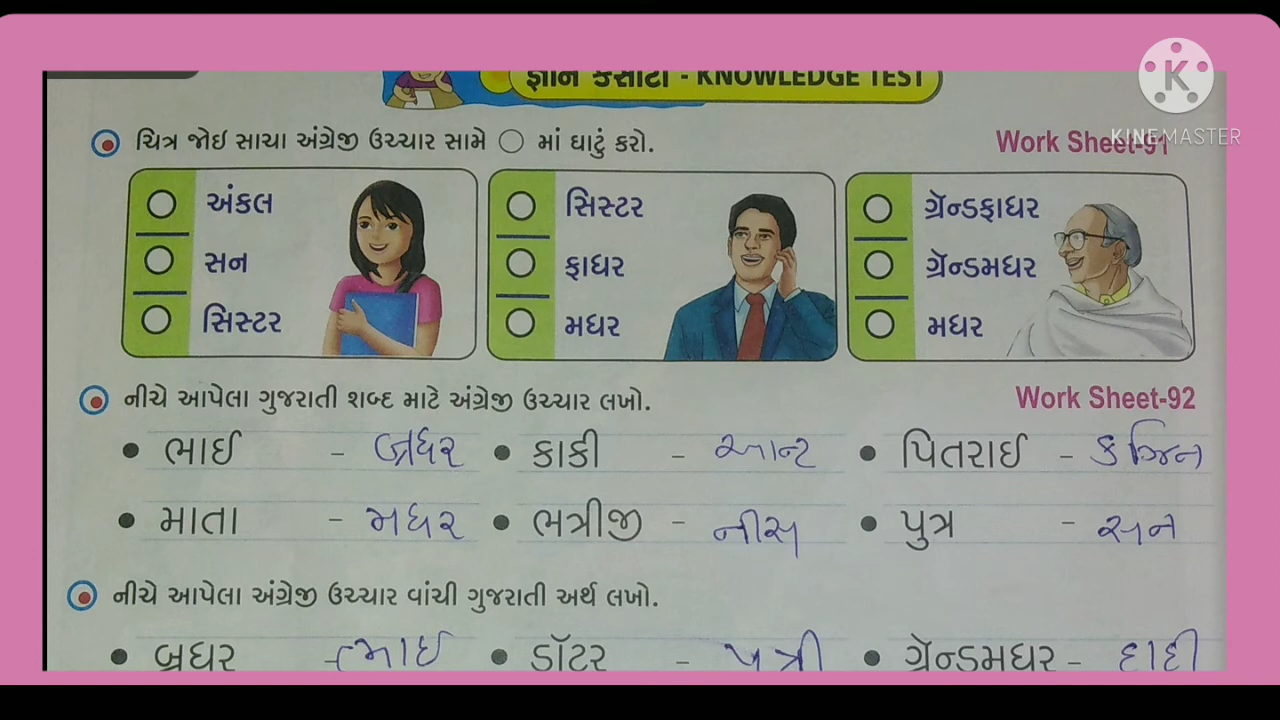 જ્ઞાન કસોટી - KNOWLEDGE TEST
KINEMASTER
ચિત્ર જોઈ સાચા અંગ્રેજી ઉચ્ચાર સામે ○ માં ઘાટું કરો. Work Sheet-91
અંકલ
સન
સિસ્ટર
સિસ્ટર
ફાધર
મધર
ગ્રૅન્ડફાધર
ગ્રૅન્ડમધર
મધર
નીચે આપેલા ગુજરાતી શબ્દ માટે અંગ્રેજી ઉચ્ચાર લખો. Work Sheet-92
• ભાઈ - બ્રધર • કાકી - આન્ટ • પિતરાઈ - કઝિન
• માતા - મધર • ભત્રીજી - નીસ • પુત્ર - સન
નીચે આપેલા અંગ્રેજી ઉચ્ચાર વાંચી ગુજરાતી અર્થ લખો.
• બ્રધર - ભાઈ • ડૉટર - પુત્રી • ગ્રૅન્ડમધર - દાદી